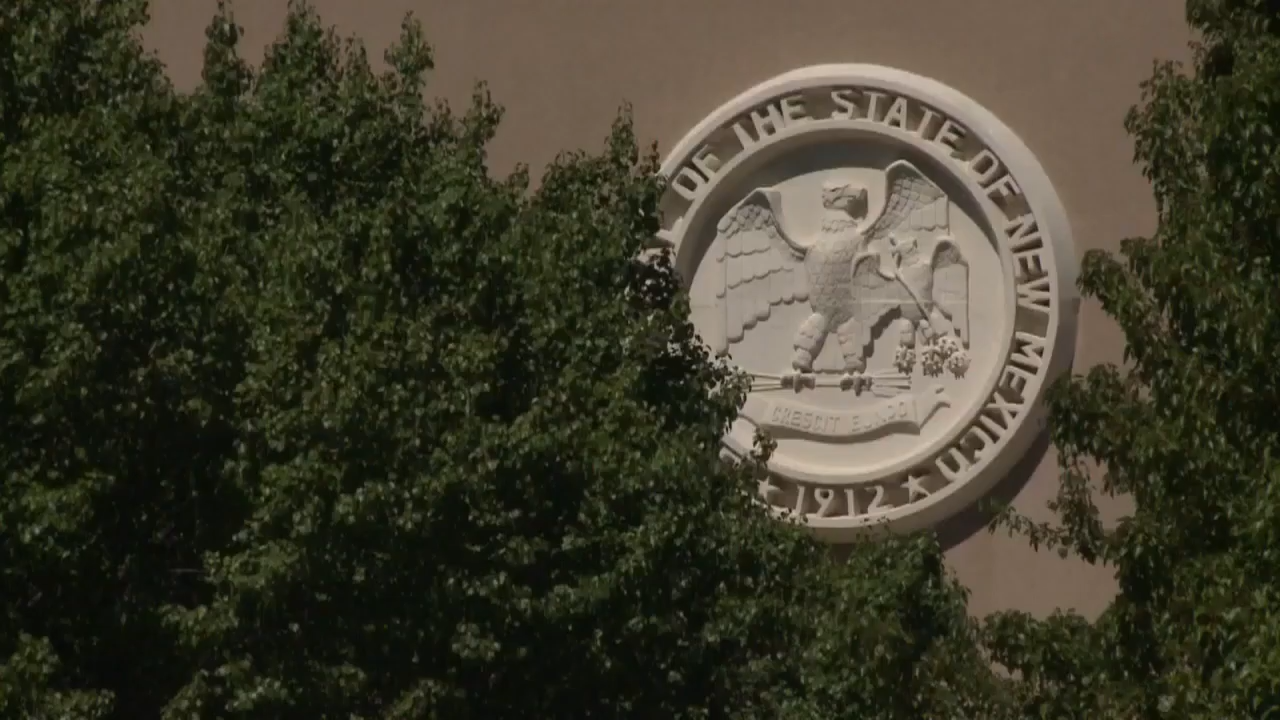 OF THE STATE OF NEW MEXICO
CRESCIT EUNDO
★ 1912 ★